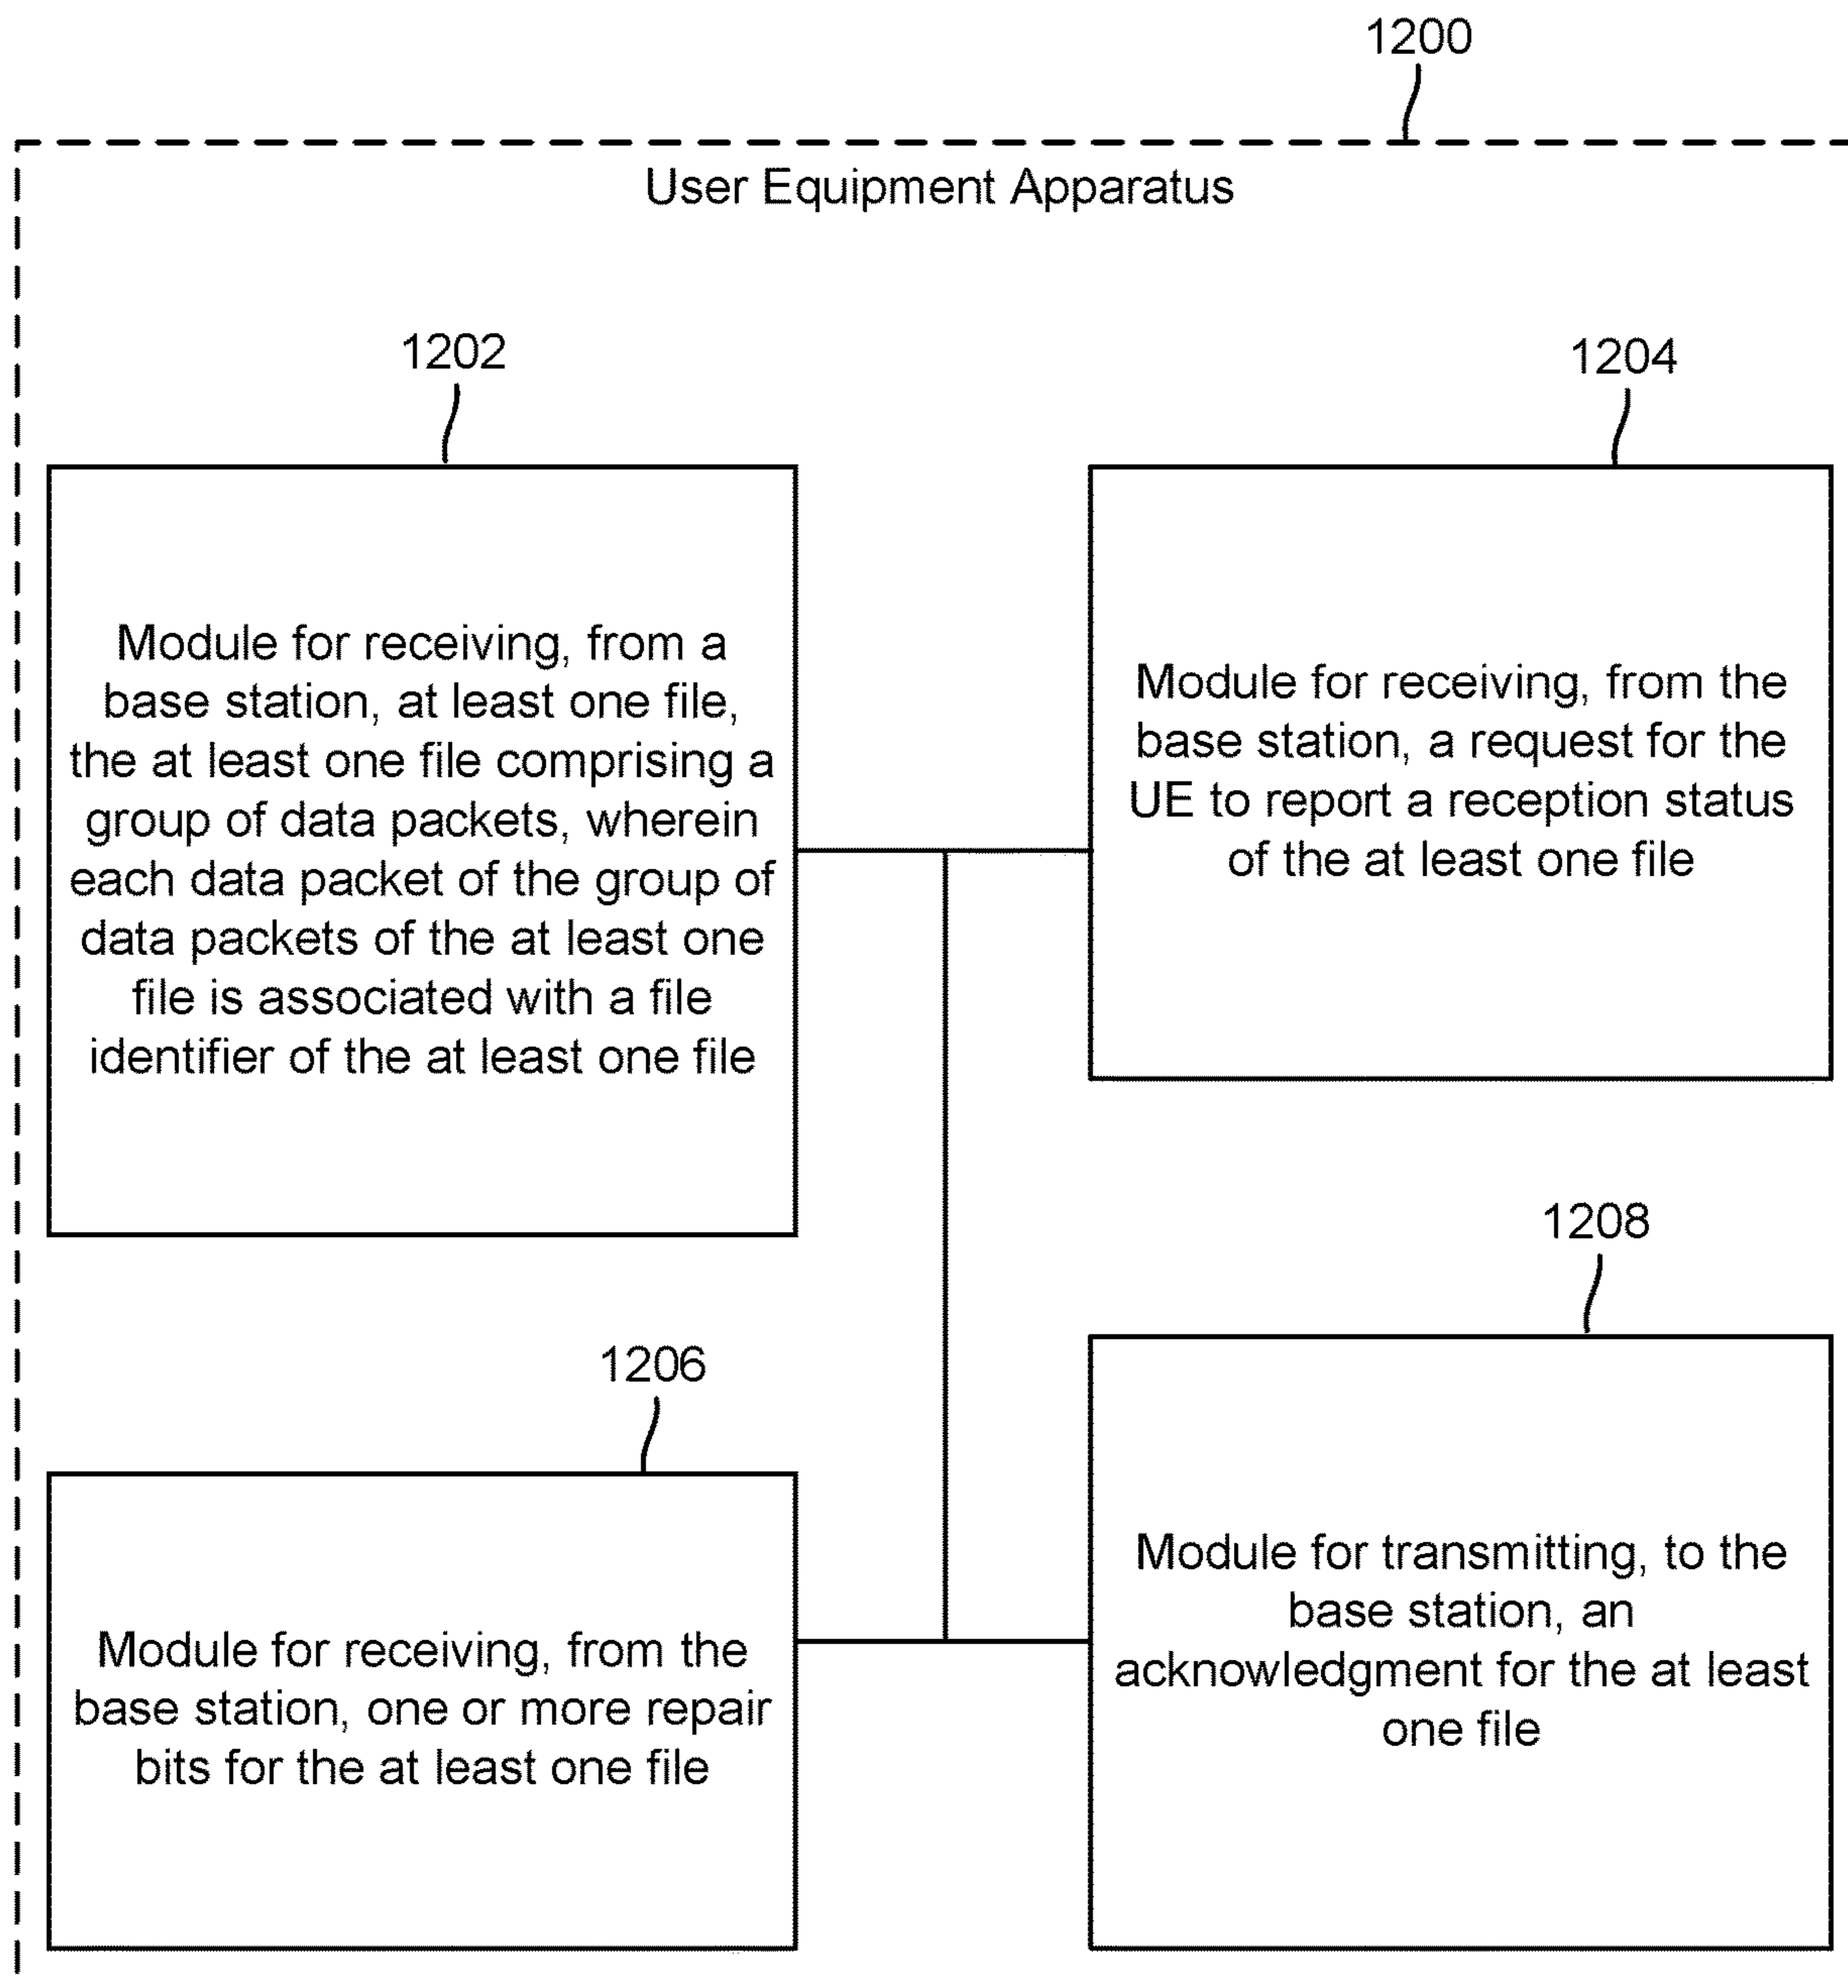 1200
User Equipment Apparatus
1202
Module for receiving, from a
base station, at least one file,
the at least one file comprising a
group of data packets, wherein
each data packet of the group of
data packets of the at least one
file is associated with a file
identifier of the at least one file
1204
Module for receiving, from the
base station, a request for the
UE to report a reception status
of the at least one file
1206
Module for receiving, from the
base station, one or more repair
bits for the at least one file
1208
Module for transmitting, to the
base station, an
acknowledgment for the at least
one file